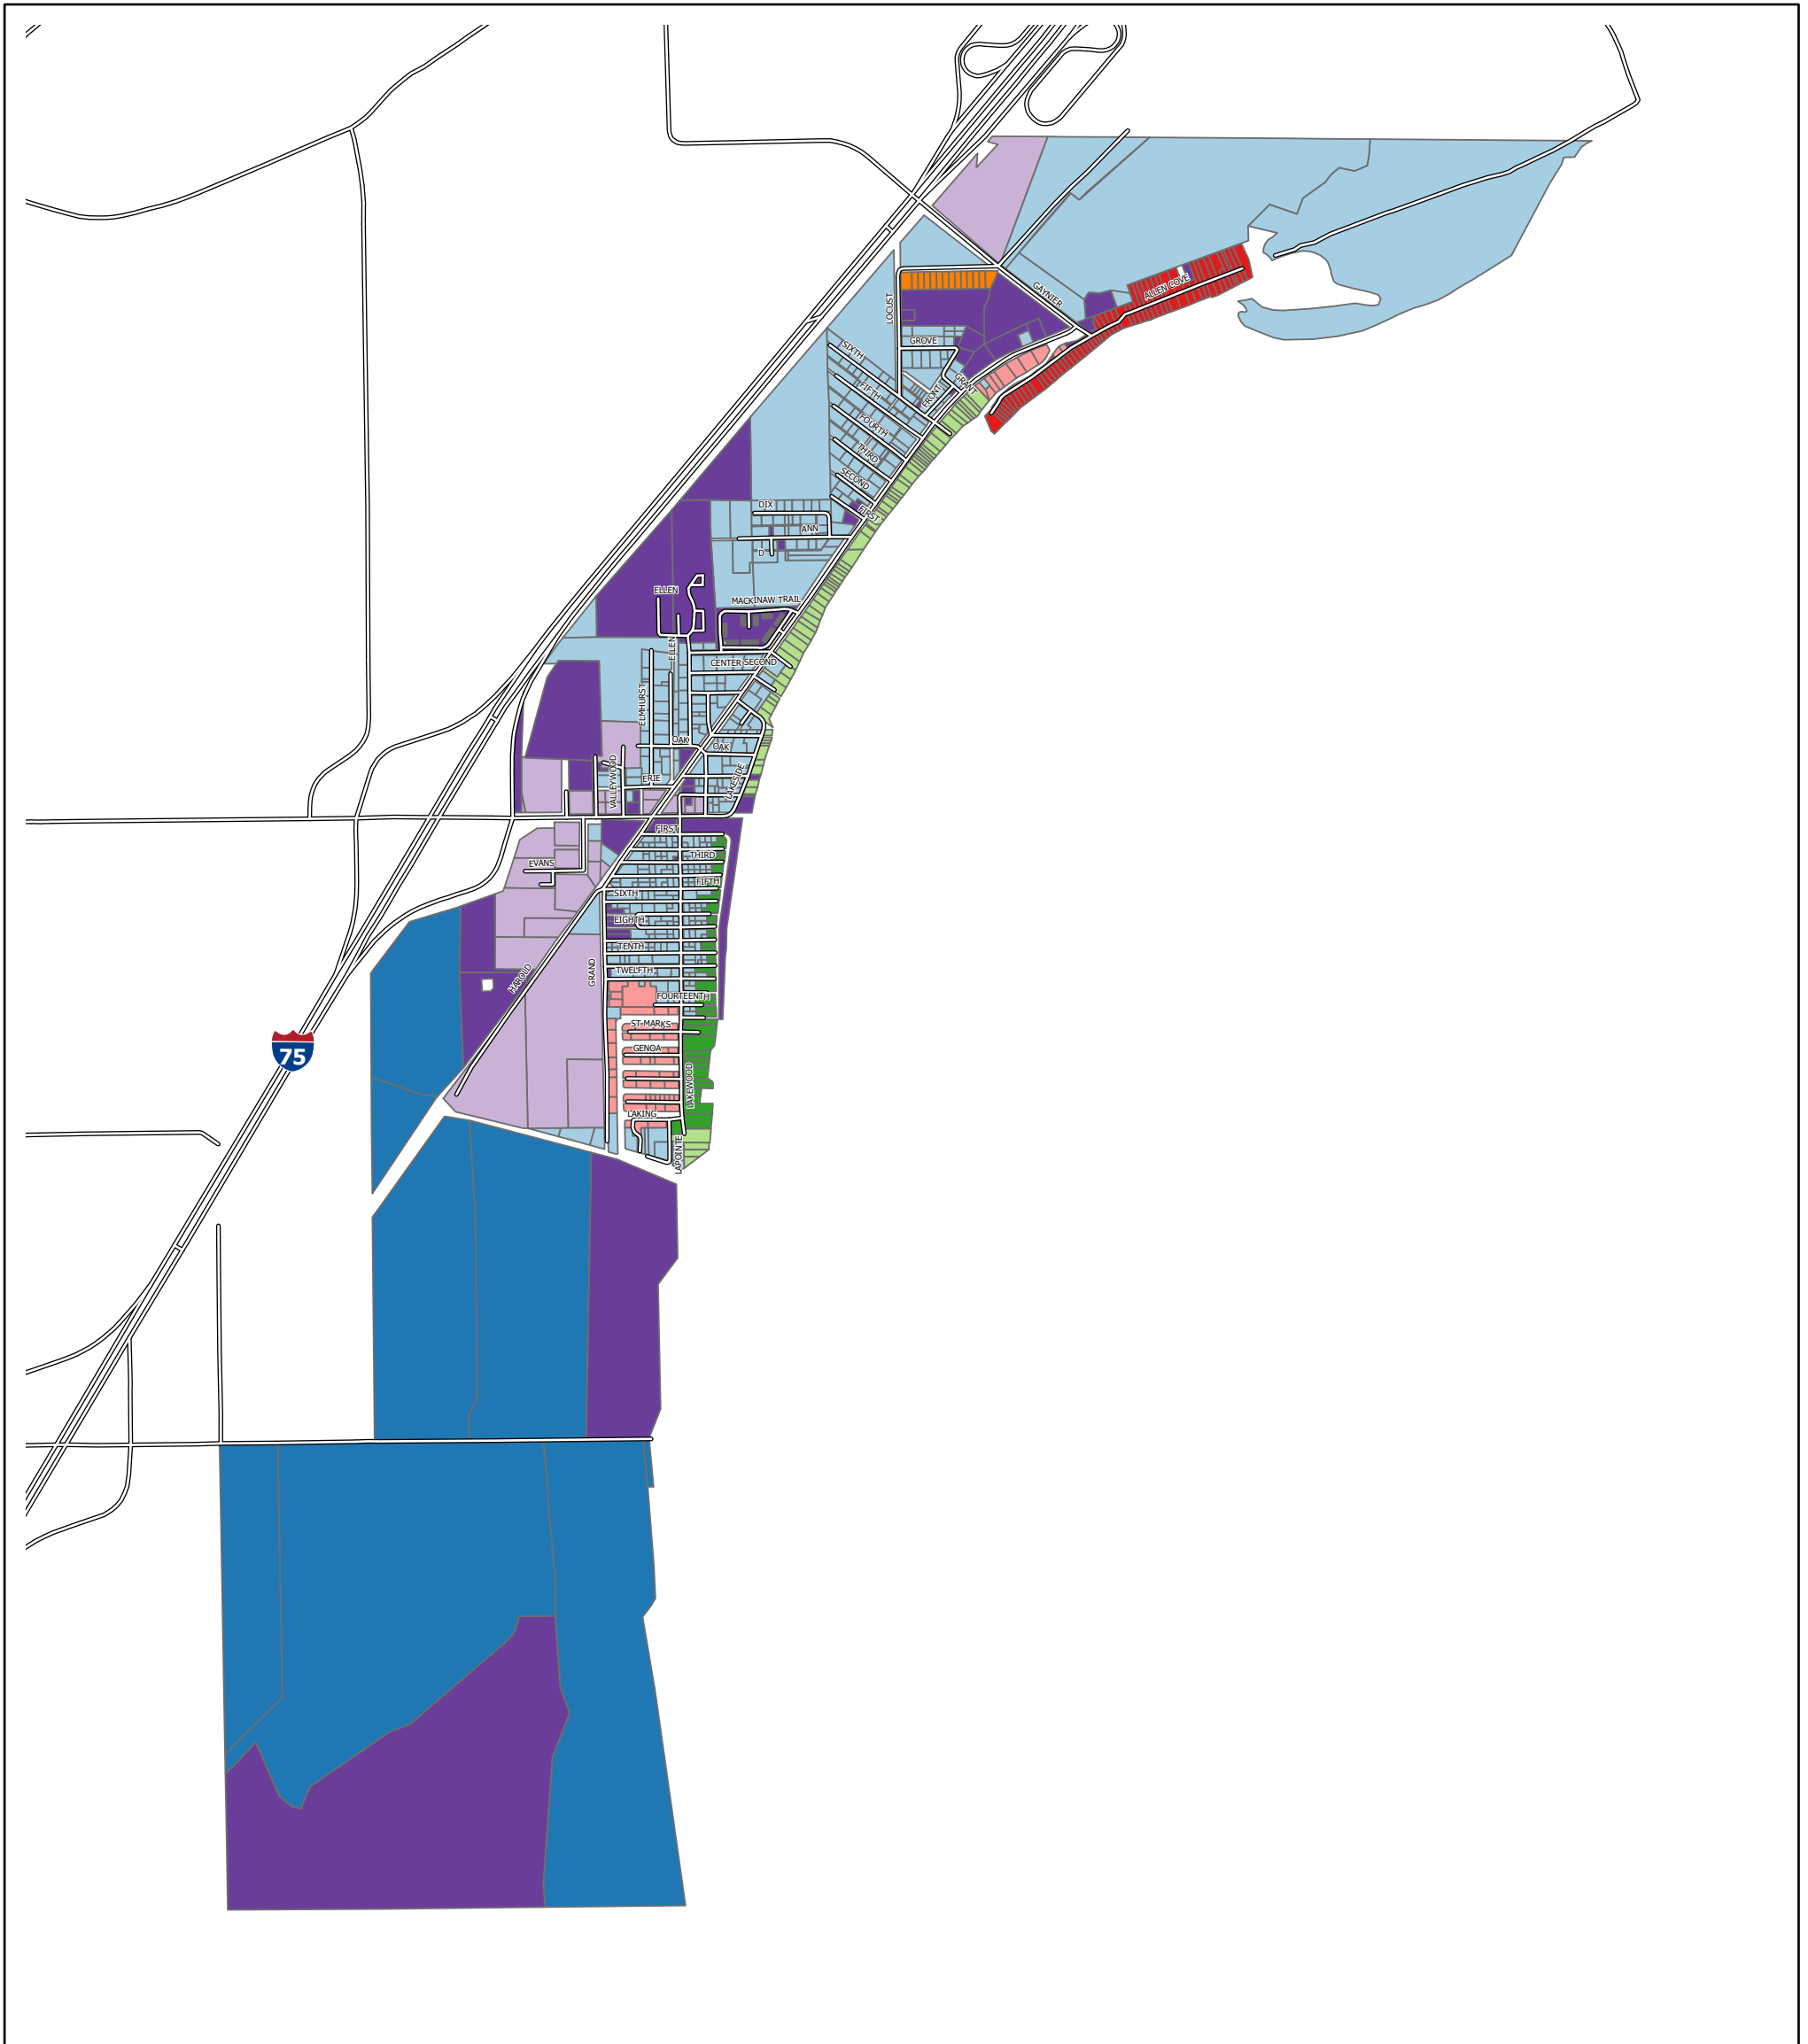 ALLEN COVE
GAYNIER
LOCUST
GROVE
SIXTH
GRANT
FRONT
FIFTH
FOURTH
THIRD
SECOND
DIX
FIRST
ANN
D
ELLEN
MACKINAW TRAIL
ELLEN
CENTER SECOND
ELMHURST
OAK
OAK
VALLEYWOOD
ERIE
LAKESIDE
FIRST
THIRD
EVANS
FIFTH
SIXTH
EIGHTH
TENTH
HAROLD
GRAND
TWELFTH
FOURTEENTH
ST MARKS
75
GENOA
LAKEWOOD
LAKING
LAPOINTE